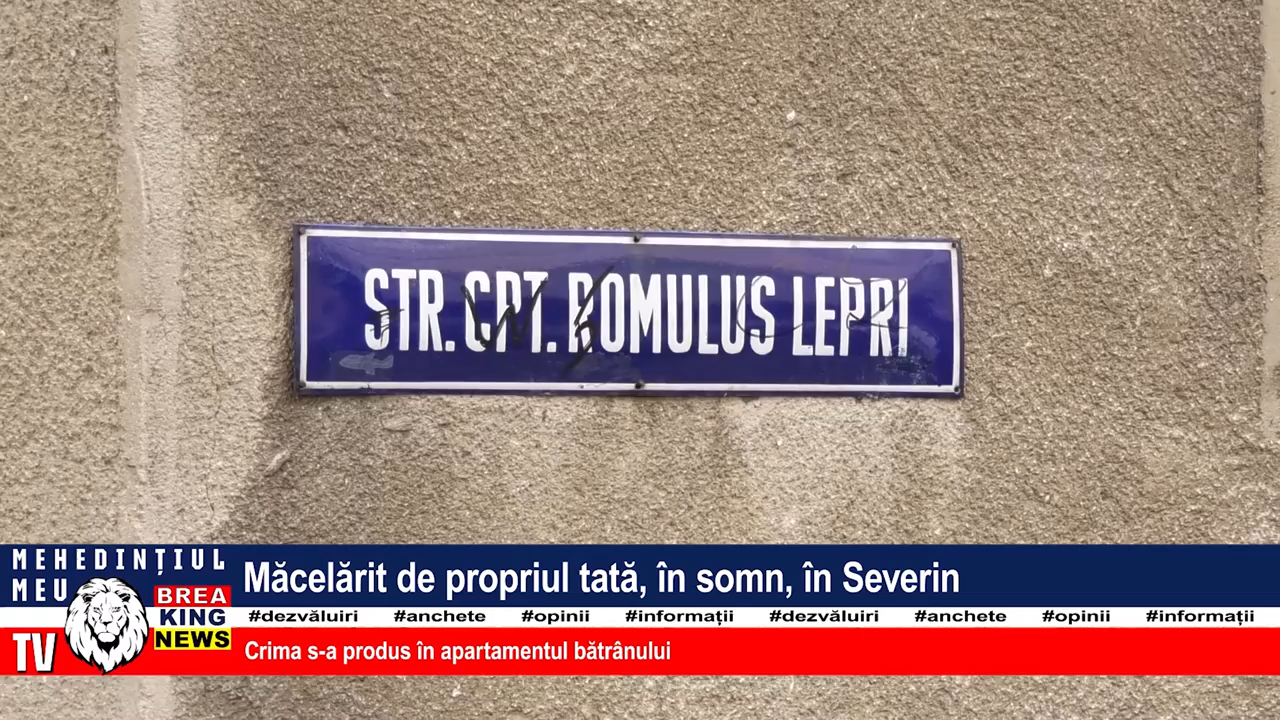 STR. CPT. ROMULUS LEPRI
MEHEDINȚIUL
MEU
TV
BREA
KING
NEWS
Măcelărit de propriul tată, în somn, în Severin
#dezvăluiri #anchete #opinii #informații #dezvăluiri #anchete #opinii #informații
Crima s-a produs în apartamentul bătrânului